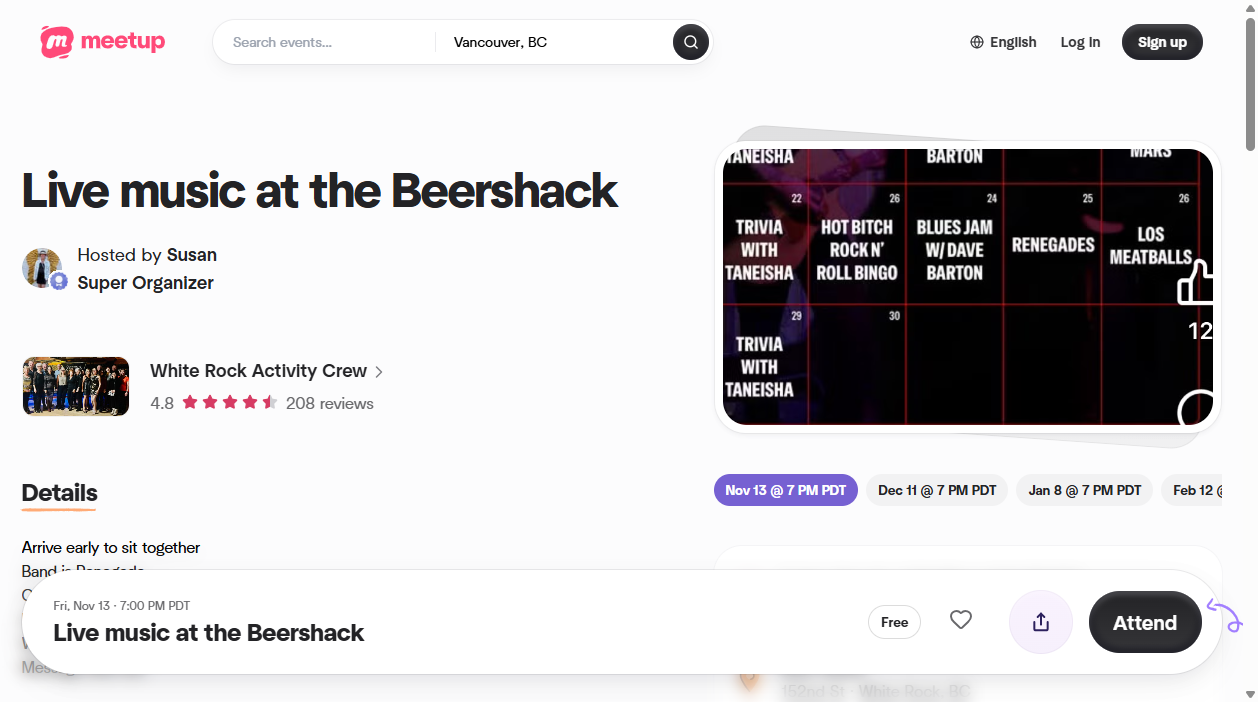 meetup
Search events...
Vancouver, BC
English
Log in
Sign up
Live music at the Beershack
Hosted by Susan
Super Organizer
White Rock Activity Crew
4.8
208 reviews
Details
Arrive early to sit together
TANEISHA
BARTON
MARS
22
TRIVIA
WITH
TANEISHA
26
HOT BITCH
ROCK N'
ROLL BINGO
24
BLUES JAM
W/ DAVE
BARTON
25
RENEGADES
26
LOS
MEATBALLS
29
TRIVIA
WITH
TANEISHA
30
12
Nov 13 @ 7 PM PDT
Dec 11 @ 7 PM PDT
Jan 8 @ 7 PM PDT
Feb 12 @
Band is Renegade
Fri, Nov 13 · 7:00 PM PDT
Live music at the Beershack
Free
Attend
152nd St · White Rock, BC